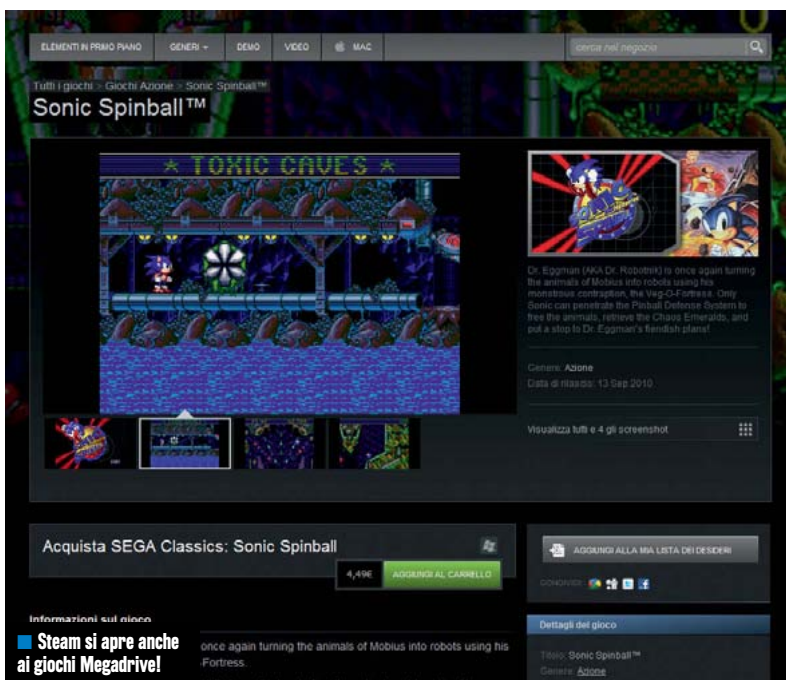 ELEMENTI IN PRIMO PIANO
GENERI
DEMO
VIDEO
MAC
cerca nel negozio
Tutti i giochi > Giochi Azione > Sonic Spinball™
Sonic Spinball™
★ TOXIC CAVES ★
Dr. Eggman (AKA Dr. Robotnik) is once again turning
the animals of Mobius into robots using his
monstrous contraption, the Veg-O-Fortress. Only
Sonic can penetrate the Pinball Defense System to
free the animals, retrieve the Chaos Emeralds, and
put a stop to Dr. Eggman's fiendish plans!
Genere: Azione
Data di rilascio: 13 Sep 2010
Visualizza tutti e 4 gli screenshot
Acquista SEGA Classics: Sonic Spinball
4,49€
AGGIUNGI AL CARRELLO
AGGIUNGI ALLA MIA LISTA DEI DESIDERI
CONDIVIDI:
Informazioni sul gioco
once again turning the animals of Mobius into robots using his
-Fortress.
Steam si apre anche
ai giochi Megadrive!
Dettagli del gioco
Titolo: Sonic Spinball™
Genere: Azione